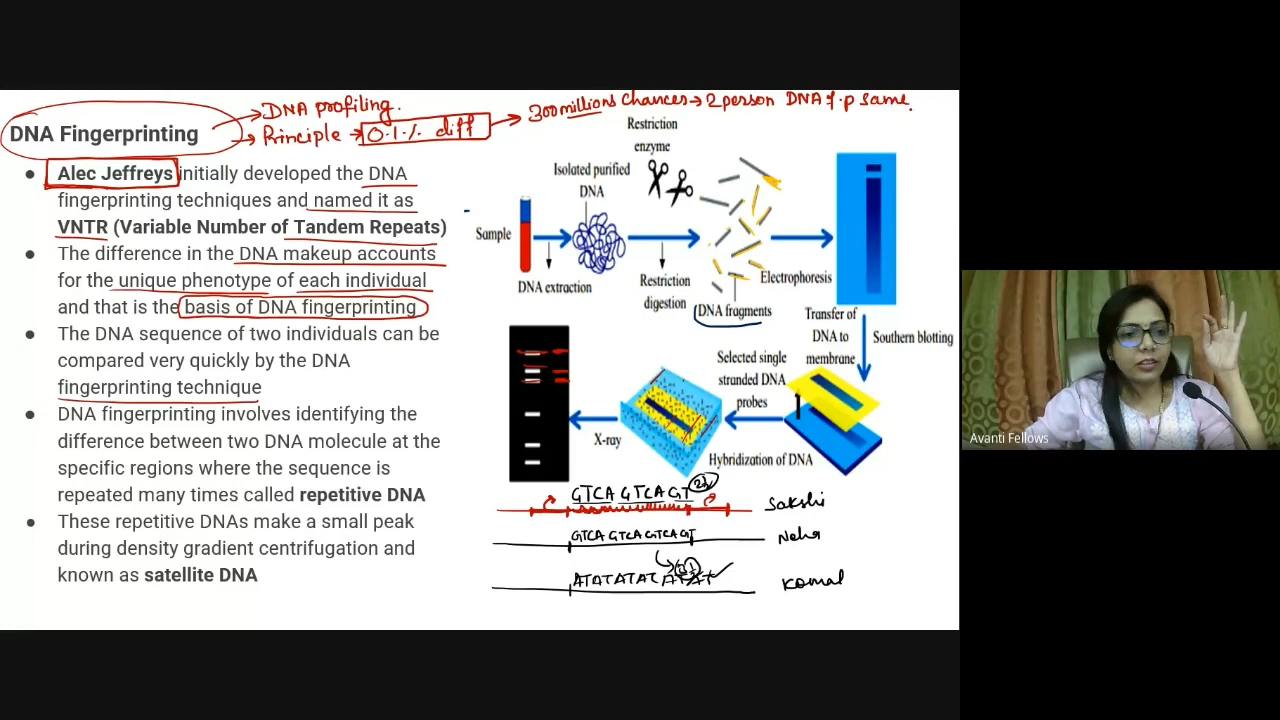 DNA profiling.
300 millions chances → 2 person DNA f.p same.
DNA Fingerprinting
Principle → 0.1% diff
● Alec Jeffreys initially developed the DNA
fingerprinting techniques and named it as
VNTR (Variable Number of Tandem Repeats)
● The difference in the DNA makeup accounts
for the unique phenotype of each individual
and that is the basis of DNA fingerprinting
● The DNA sequence of two individuals can be
compared very quickly by the DNA
fingerprinting technique
● DNA fingerprinting involves identifying the
difference between two DNA molecule at the
specific regions where the sequence is
repeated many times called repetitive DNA
● These repetitive DNAs make a small peak
during density gradient centrifugation and
known as satellite DNA
Restriction
enzyme
Isolated purified
DNA
Sample
DNA extraction
Restriction
digestion
DNA fragments
Electrophoresis
Transfer of
DNA to
membrane
Southern blotting
Selected single
stranded DNA
probes
Hybridization of DNA
X-ray
GTCA GTCA GT
Sakshi
GTCA GTCA GTCA GT
Neha
ATATATAT ATAT
Komal
Avanti Fellows